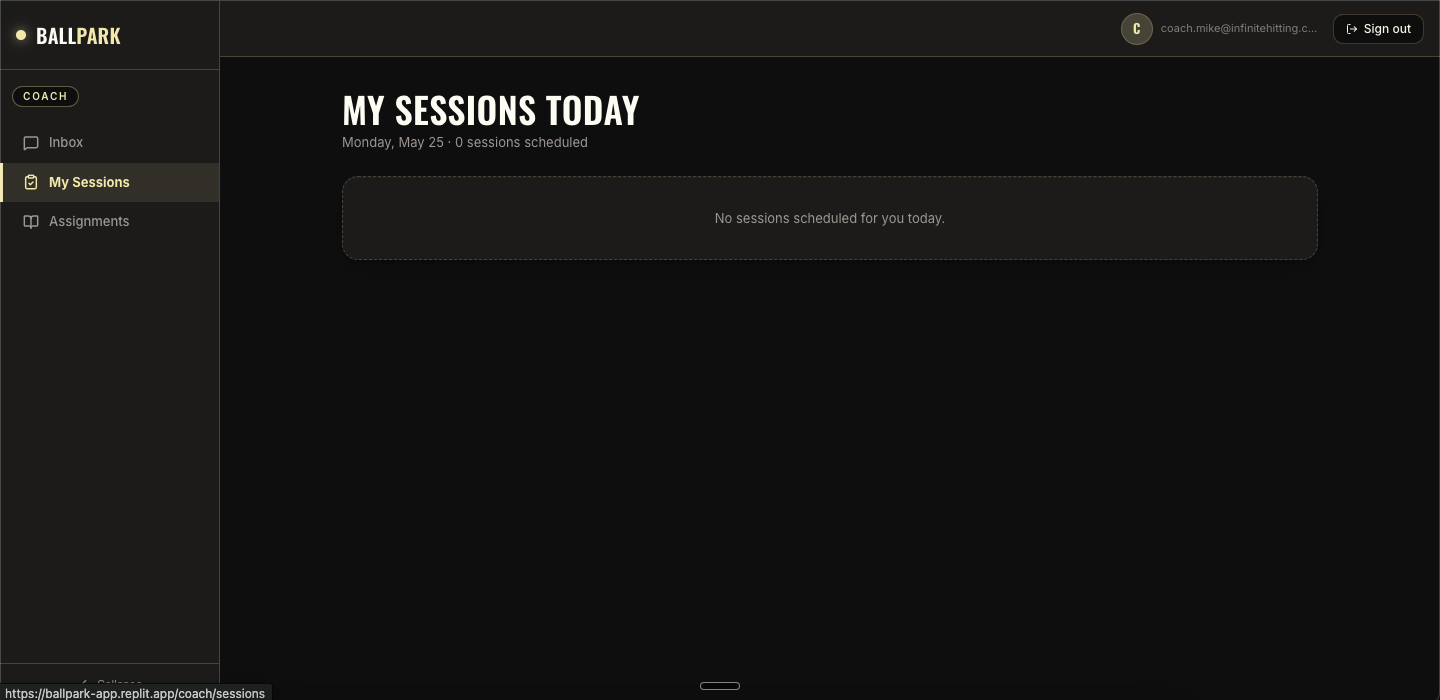 BALLPARK
C
coach.mike@infinitehitting.c...
Sign out
COACH
Inbox
My Sessions
Assignments
MY SESSIONS TODAY
Monday, May 25 · 0 sessions scheduled
No sessions scheduled for you today.
Collapse
https://ballpark-app.replit.app/coach/sessions